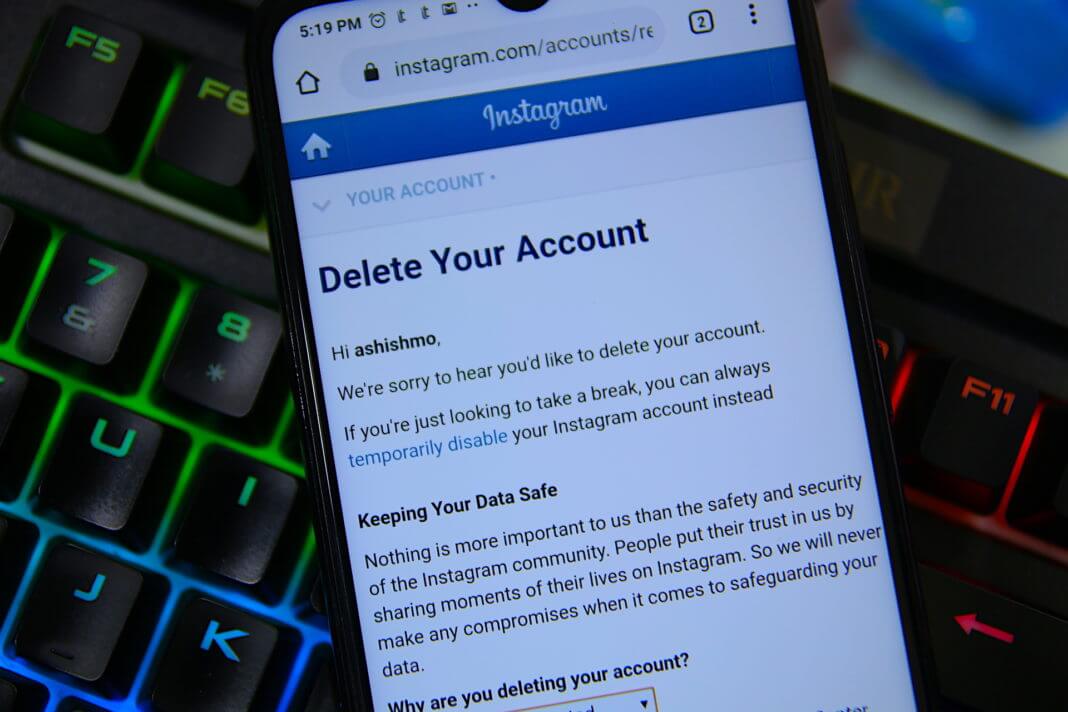 5:19 PM
instagram.com/accounts/re
2
Instagram
YOUR ACCOUNT
Delete Your Account
Hi ashishmo,
We're sorry to hear you'd like to delete your account.
If you're just looking to take a break, you can always
temporarily disable your Instagram account instead
Keeping Your Data Safe
Nothing is more important to us than the safety and security
of the Instagram community. People put their trust in us by
sharing moments of their lives on Instagram. So we will never
make any compromises when it comes to safeguarding your
data.
Why are you deleting your account?
F5
F6
7
&
8
*
U
I
J
K
F11